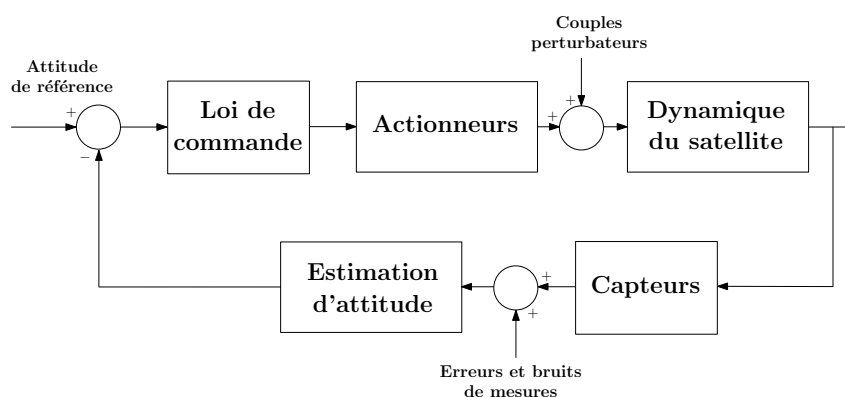 Couples
perturbateurs
Attitude
de référence
+
−
Loi de
commande
Actionneurs
+
+
Dynamique
du satellite
Estimation
d'attitude
+
+
Capteurs
Erreurs et bruits
de mesures